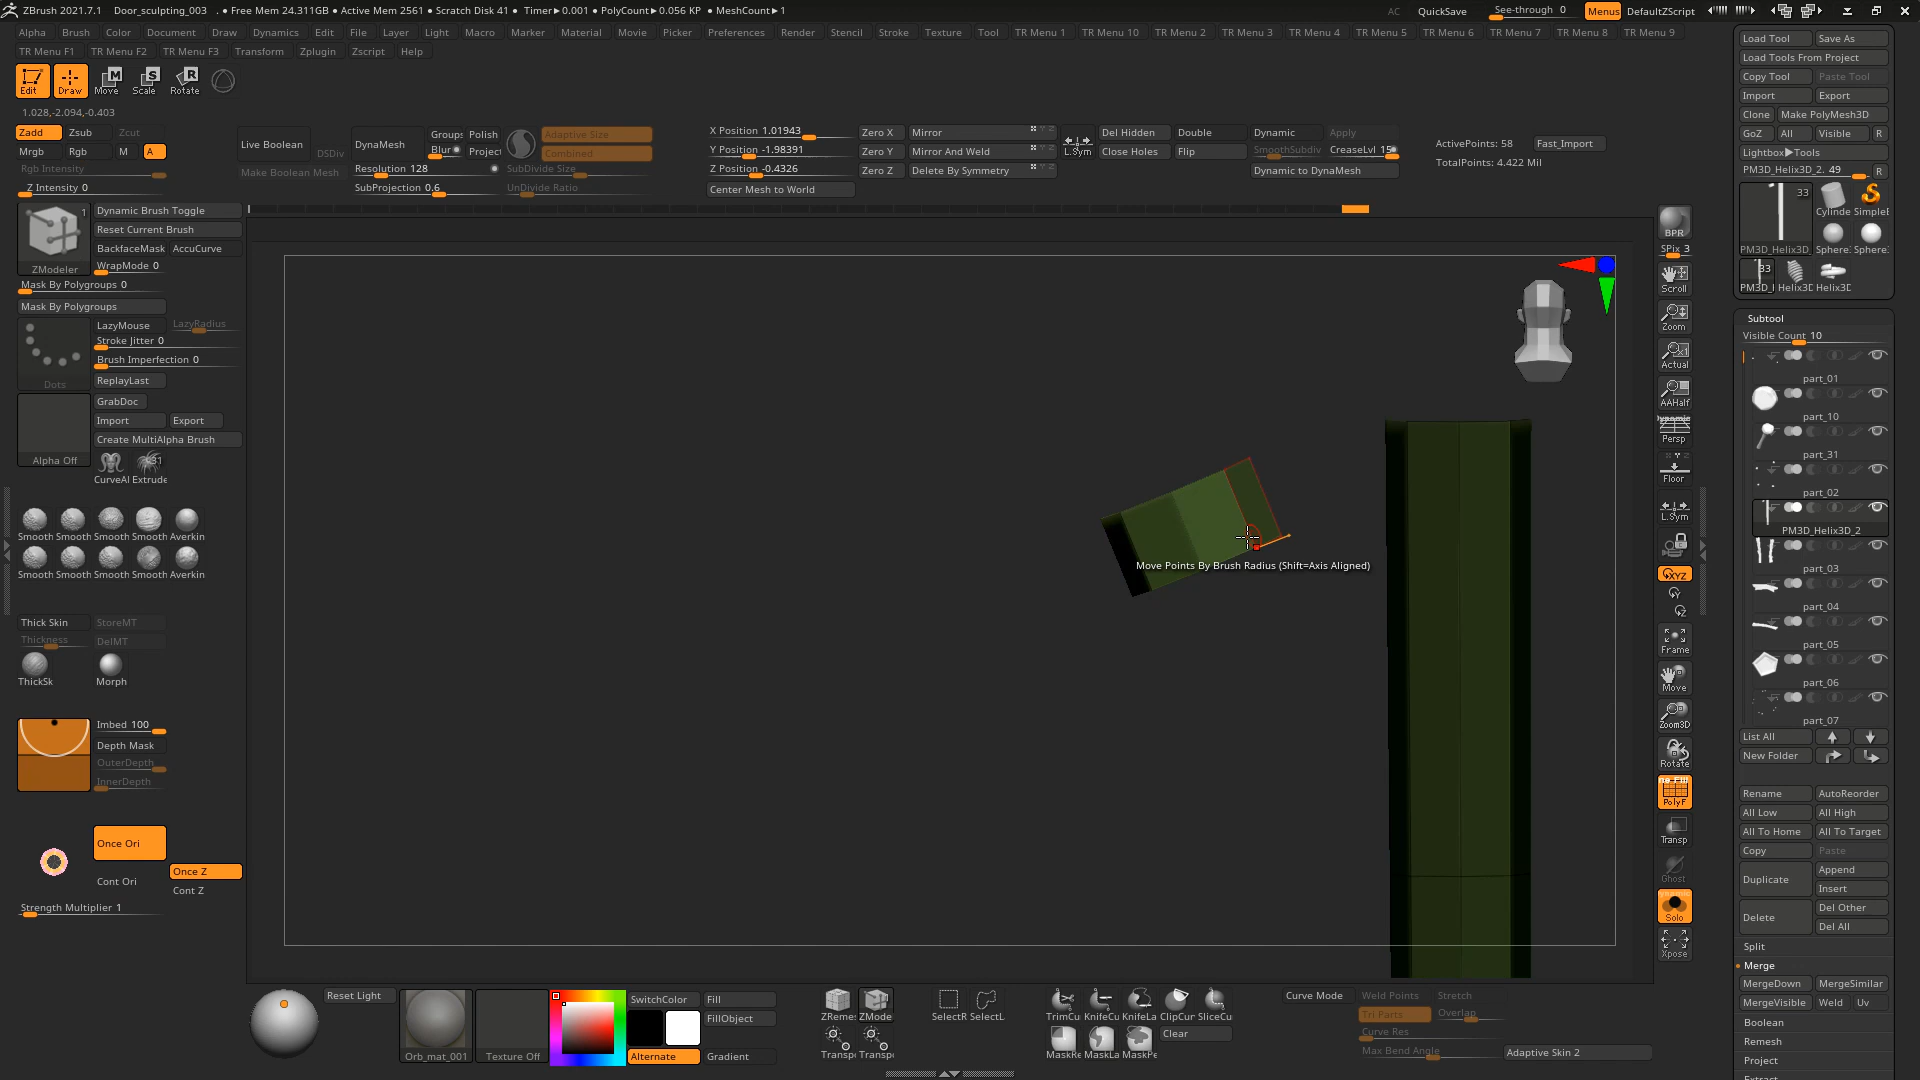 ZBrush 2021.7.1 Door_sculpting_003 . • Free Mem 24.311GB • Active Mem 2561 • Scratch Disk 41 • Timer▸0.001 • PolyCount▸0.056 KP • MeshCount▸1 AC QuickSave See-through 0 Menus DefaultZScript
Alpha Brush Color Document Draw Dynamics Edit File Layer Light Macro Marker Material Movie Picker Preferences Render Stencil Stroke Texture Tool TR Menu 1 TR Menu 10 TR Menu 2 TR Menu 3 TR Menu 4 TR Menu 5 TR Menu 6 TR Menu 7 TR Menu 8 TR Menu 9
TR Menu F1 TR Menu F2 TR Menu F3 Transform Zplugin Zscript Help
Edit Draw Move Scale Rotate
1.028,-2.094,-0.403
Zadd Zsub Zcut
Mrgb Rgb M A
Rgb Intensity
Z Intensity 0
Live Boolean DSDiv
Make Boolean Mesh
DynaMesh Groups Polish
Blur Project
Resolution 128
SubProjection 0.6
Adaptive Size
Combined
SubDivide Size
UnDivide Ratio
X Position 1.01943
Y Position -1.98391
Z Position -0.4326
Center Mesh to World
Zero X Mirror
Zero Y Mirror And Weld
Zero Z Delete By Symmetry
L.Sym
Del Hidden Double
Close Holes Flip
Dynamic Apply
SmoothSubdiv CreaseLvl 15
Dynamic to DynaMesh
ActivePoints: 58
TotalPoints: 4.422 Mil
Fast_Import
1
ZModeler
Dynamic Brush Toggle
Reset Current Brush
BackfaceMask AccuCurve
WrapMode 0
Mask By Polygroups 0
Mask By Polygroups
Dots
LazyMouse LazyRadius
Stroke Jitter 0
Brush Imperfection 0
ReplayLast
Alpha Off
GrabDoc
Import Export
Create MultiAlpha Brush
31
CurveAl Extrude
Smooth Smooth Smooth Smooth Averkin
Smooth Smooth Smooth Smooth Averkin
Thick Skin StoreMT
Thickness DelMT
ThickSk Morph
Imbed 100
Depth Mask
OuterDepth
InnerDepth
Once Ori
Cont Ori
Once Z
Cont Z
Strength Multiplier 1
Move Points By Brush Radius (Shift=Axis Aligned)
BPR
SPix 3
Scroll
Zoom
Actual
AAHalf
Dynamic
Persp
Floor
L.Sym
XYZ
Frame
Move
Zoom3D
Rotate
PolyF
Transp
Ghost
Dynamic
Solo
Xpose
Load Tool Save As
Load Tools From Project
Copy Tool Paste Tool
Import Export
Clone Make PolyMesh3D
GoZ All Visible R
Lightbox▸Tools
PM3D_Helix3D_2. 49 R
33
PM3D_Helix3D
Cylinde SimpleE
Sphere Sphere
33
PM3D_H Helix3D Helix3D
Subtool
Visible Count 10
part_01
part_10
part_31
part_02
PM3D_Helix3D_2
part_03
part_04
part_05
part_06
part_07
List All
New Folder
Rename AutoReorder
All Low All High
All To Home All To Target
Copy Paste
Duplicate Append
Insert
Delete Del Other
Del All
Split
Merge
MergeDown MergeSimilar
MergeVisible Weld Uv
Boolean
Remesh
Project
Extract
Reset Light
Orb_mat_001
Texture Off
SwitchColor Fill
FillObject
Alternate Gradient
ZRemes ZMode
Transpo Transpo
SelectR SelectL
TrimCu KnifeCu KnifeLa ClipCur SliceCu
MaskRe MaskLa MaskPe
Clear
Curve Mode Weld Points Stretch
Tri Parts Overlap
Curve Res
Max Bend Angle
Adaptive Skin 2